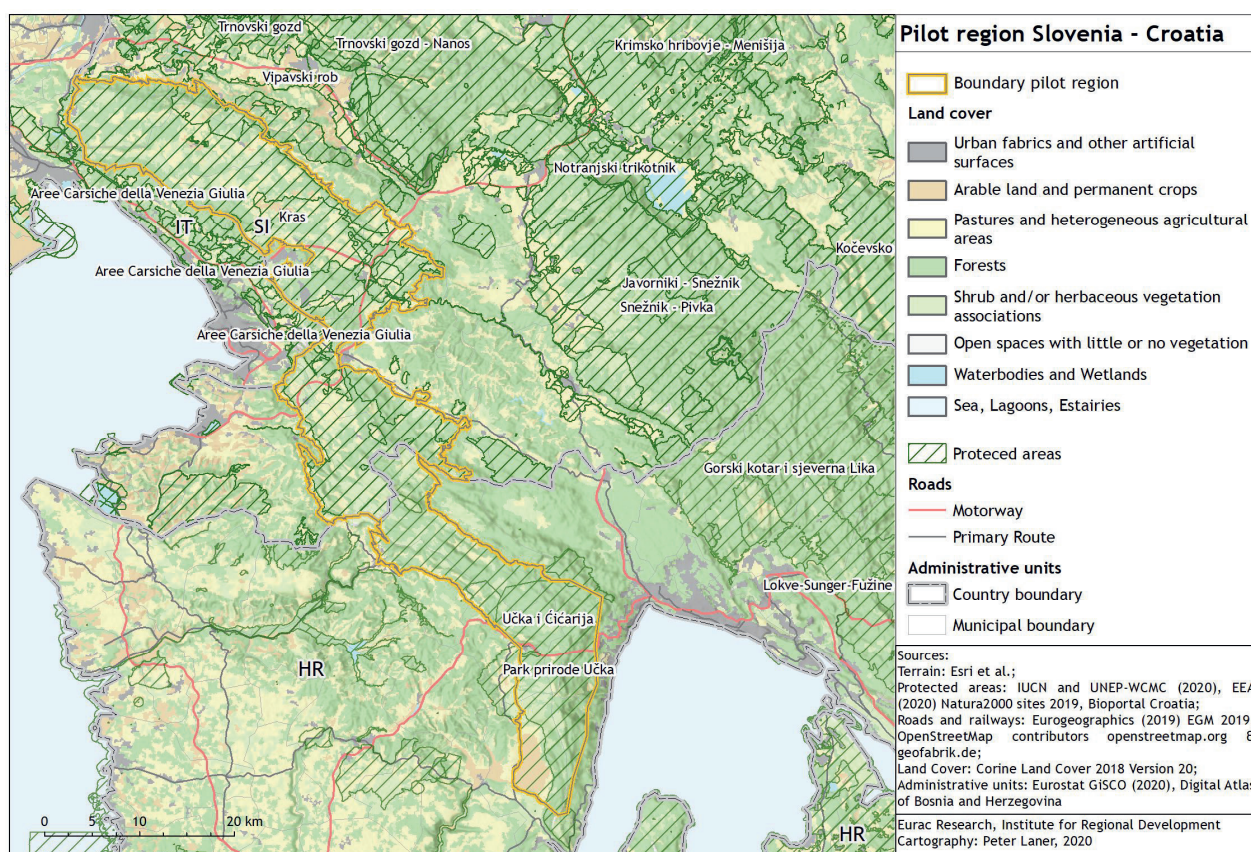 Trnovski gozd
Trnovski gozd - Nanos
Krimsko hribovje - Menišija
Vipavski rob
Notranjski trikotnik
Aree Carsiche della Venezia Giulia
IT
SI
Kras
Kočevsko
Aree Carsiche della Venezia Giulia
Javorniki - Snežnik
Snežnik - Pivka
Aree Carsiche della Venezia Giulia
Gorski kotar i sjeverna Lika
Lokve-Sunger-Fužine
Učka i Ćićarija
HR
Park prirode Učka
0 5 10 20 km
HR
Pilot region Slovenia - Croatia
Boundary pilot region
Land cover
Urban fabrics and other artificial
surfaces
Arable land and permanent crops
Pastures and heterogeneous agricultural
areas
Forests
Shrub and/or herbaceous vegetation
associations
Open spaces with little or no vegetation
Waterbodies and Wetlands
Sea, Lagoons, Estairies
Proteced areas
Roads
Motorway
Primary Route
Administrative units
Country boundary
Municipal boundary
Sources:
Terrain: Esri et al.;
Protected areas: IUCN and UNEP-WCMC (2020), EEA
(2020) Natura2000 sites 2019, Bioportal Croatia;
Roads and railways: Eurogeographics (2019) EGM 2019,
OpenStreetMap contributors openstreetmap.org &
geofabrik.de;
Land Cover: Corine Land Cover 2018 Version 20;
Administrative units: Eurostat GiSCO (2020), Digital Atlas
of Bosnia and Herzegovina
Eurac Research, Institute for Regional Development
Cartography: Peter Laner, 2020